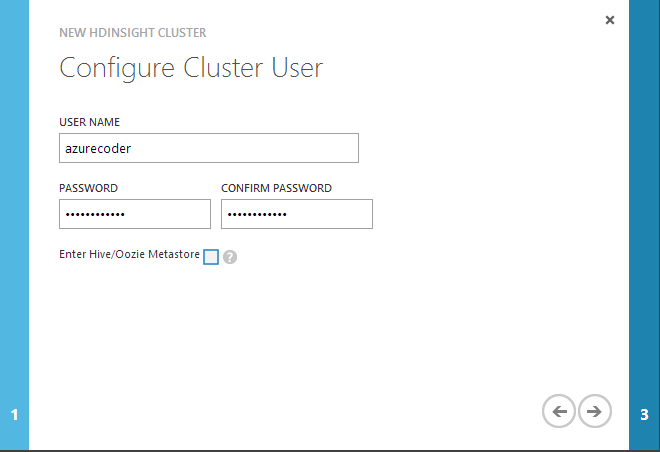 NEW HDINSIGHT CLUSTER
Configure Cluster User
USER NAME
azurecoder
PASSWORD CONFIRM PASSWORD
•••••••••••• ••••••••••••
Enter Hive/Oozie Metastore ?
1 3